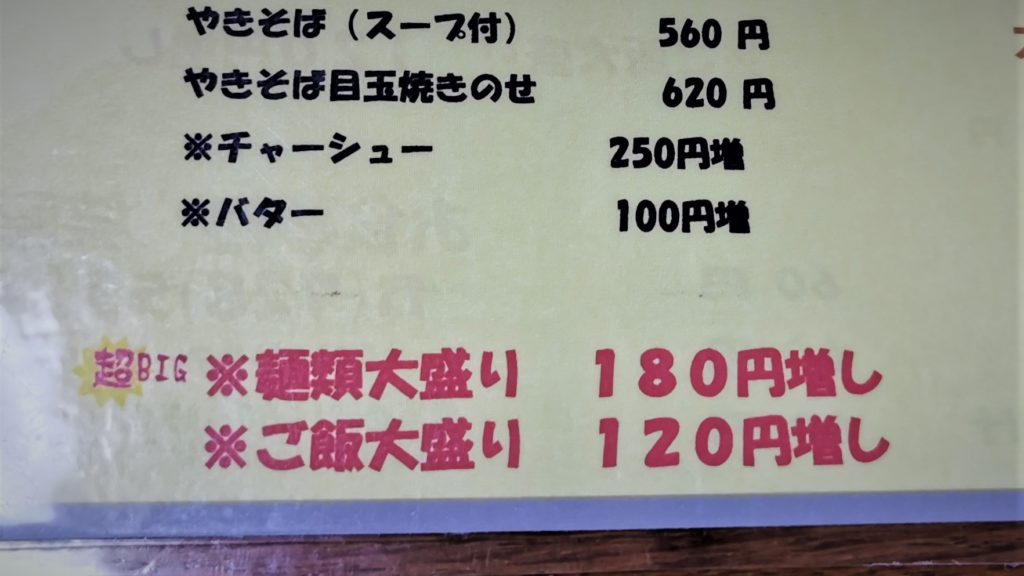 やきそば（スープ付） 560 円
やきそば目玉焼きのせ 620 円
※チャーシュー 250円増
※バター 100円増
超BIG ※麺類大盛り 180円増し
※ご飯大盛り 120円増し